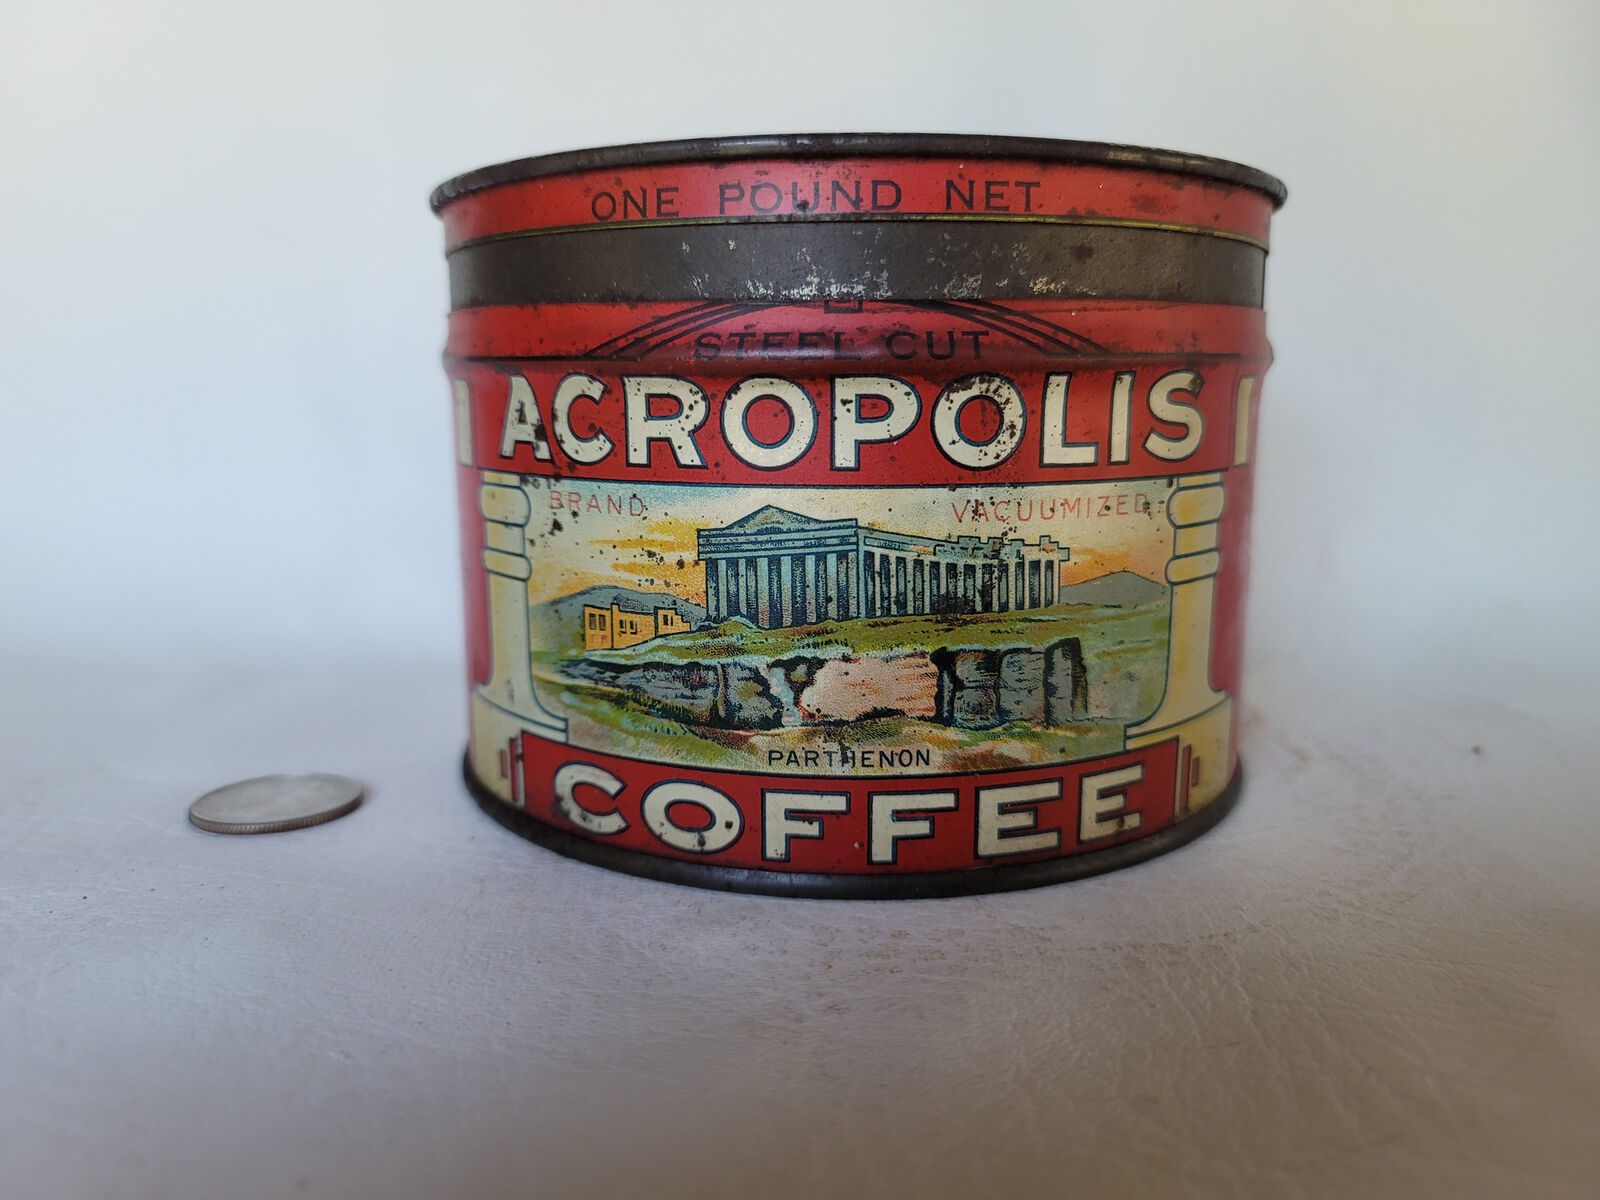 ONE POUND NET
STEEL CUT
ACROPOLIS
BRAND VACUUMIZED
PARTHENON
COFFEE